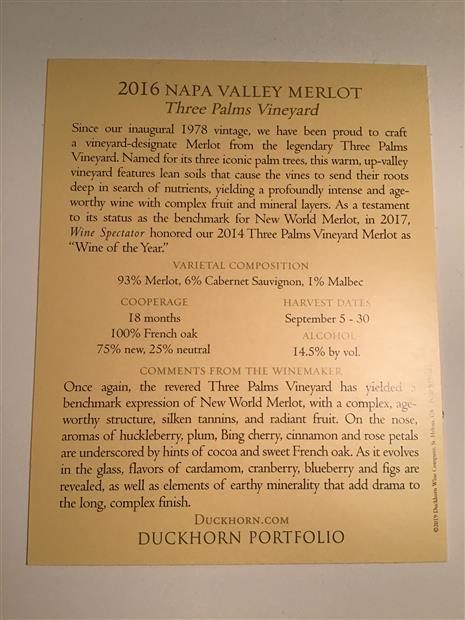 2016 NAPA VALLEY MERLOT
Three Palms Vineyard
Since our inaugural 1978 vintage, we have been proud to craft
a vineyard-designate Merlot from the legendary Three Palms
Vineyard. Named for its three iconic palm trees, this warm, up-valley
vineyard features lean soils that cause the vines to send their roots
deep in search of nutrients, yielding a profoundly intense and age-
worthy wine with complex fruit and mineral layers. As a testament
to its status as the benchmark for New World Merlot, in 2017,
Wine Spectator honored our 2014 Three Palms Vineyard Merlot as
“Wine of the Year.”
VARIETAL COMPOSITION
93% Merlot, 6% Cabernet Sauvignon, 1% Malbec
COOPERAGE
18 months
100% French oak
75% new, 25% neutral
HARVEST DATES
September 5 - 30
ALCOHOL
14.5% by vol.
COMMENTS FROM THE WINEMAKER
Once again, the revered Three Palms Vineyard has yielded a
benchmark expression of New World Merlot, with a complex, age-
worthy structure, silken tannins, and radiant fruit. On the nose,
aromas of huckleberry, plum, Bing cherry, cinnamon and rose petals
are underscored by hints of cocoa and sweet French oak. As it evolves
in the glass, flavors of cardamom, cranberry, blueberry and figs are
revealed, as well as elements of earthy minerality that add drama to
the long, complex finish.
DUCKHORN.COM
DUCKHORN PORTFOLIO
©2019 Duckhorn Wine Company, St. Helena, CA